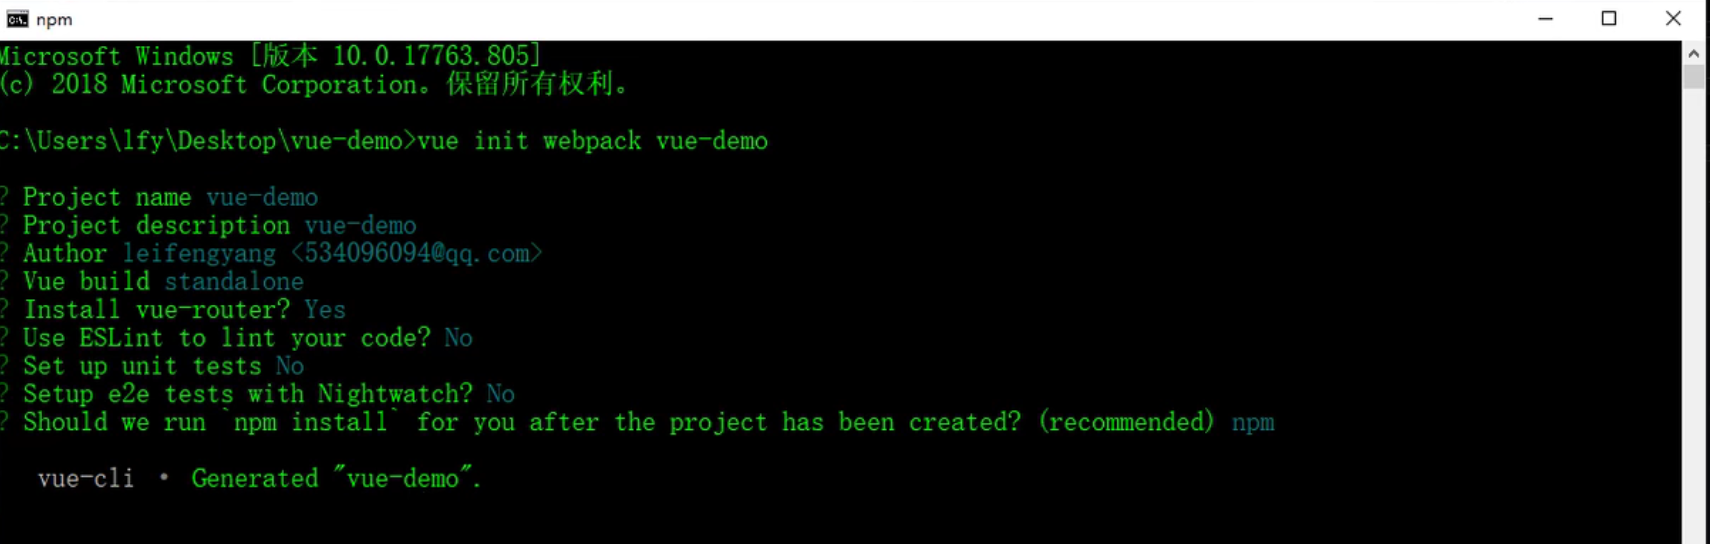 npm
Microsoft Windows [版本 10.0.17763.805]
(c) 2018 Microsoft Corporation。保留所有权利。
C:\Users\lfy\Desktop\vue-demo>vue init webpack vue-demo
? Project name vue-demo
? Project description vue-demo
? Author leifengyang <534096094@qq.com>
? Vue build standalone
? Install vue-router? Yes
? Use ESLint to lint your code? No
? Set up unit tests No
? Setup e2e tests with Nightwatch? No
? Should we run `npm install` for you after the project has been created? (recommended) npm
vue-cli · Generated "vue-demo".